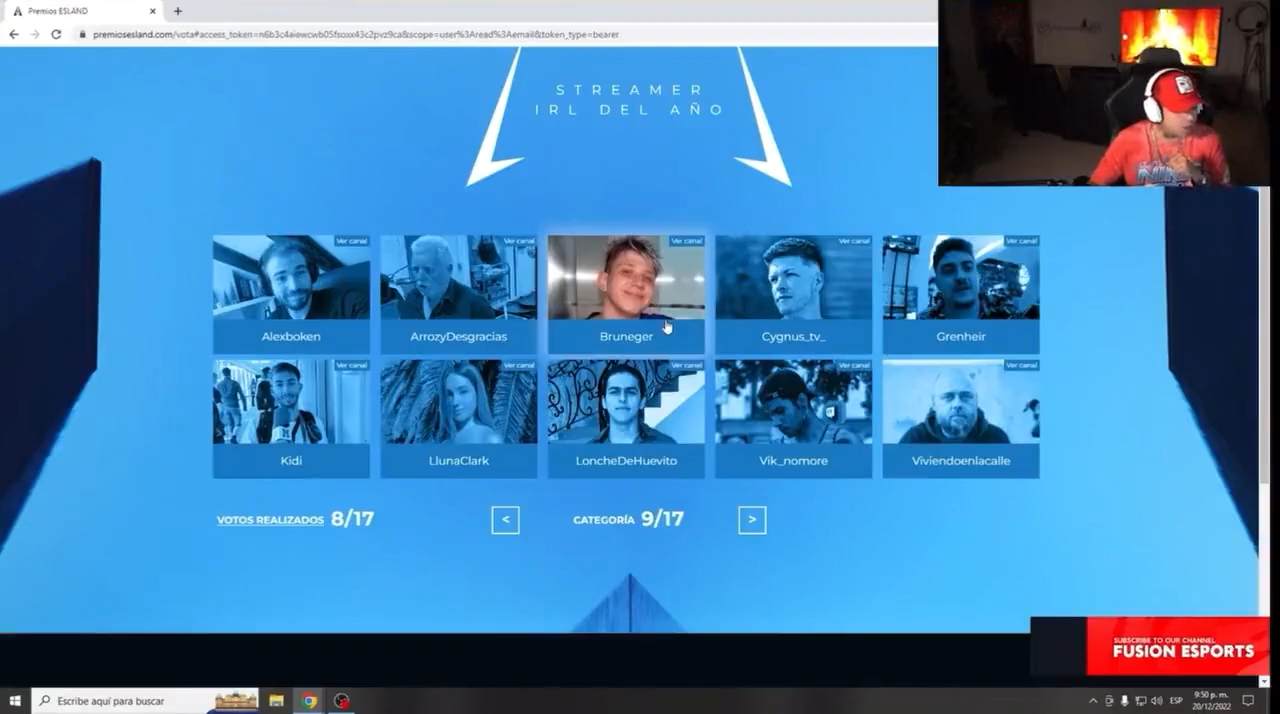 Premios ESLAND
premiosesland.com/vota#access_token=n6b3c4aiewcwb05fsoxx43c2pvz9ca&scope=user%3Aread%3Aemail&token_type=bearer
STREAMER
IRL DEL AÑO
Ver canal
Ver canal
Ver canal
Ver canal
Ver canal
Alexboken
ArrozyDesgracias
Bruneger
Cygnus_tv_
Grenheir
Ver canal
Ver canal
Ver canal
Ver canal
Ver canal
Kidi
LlunaClark
LoncheDeHuevito
Vik_nomore
Viviendoenlacalle
VOTOS REALIZADOS 8/17
< CATEGORÍA 9/17 >
SUBSCRIBE TO OUR CHANNEL
FUSION ESPORTS
Escribe aquí para buscar
ESP
9:50 p. m.
20/12/2022